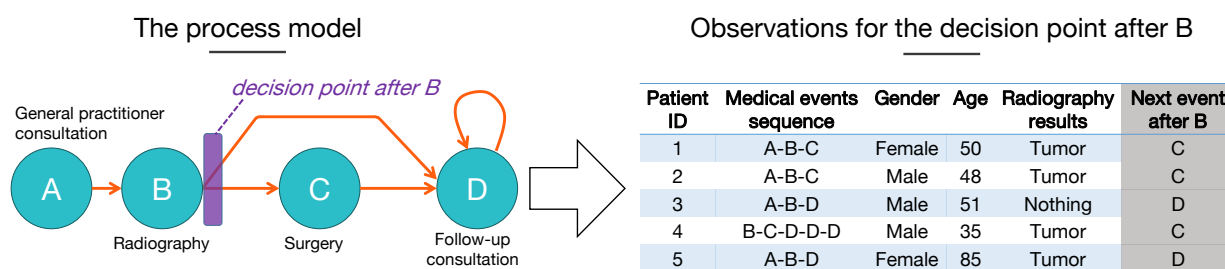 The process model
decision point after B
General practitioner
consultation
A
B
C
D
Radiography
Surgery
Follow-up
consultation
Observations for the decision point after B
Patient ID Medical events sequence Gender Age Radiography results Next event after B
1 A-B-C Female 50 Tumor C
2 A-B-C Male 48 Tumor C
3 A-B-D Male 51 Nothing D
4 B-C-D-D-D Male 35 Tumor C
5 A-B-D Female 85 Tumor D